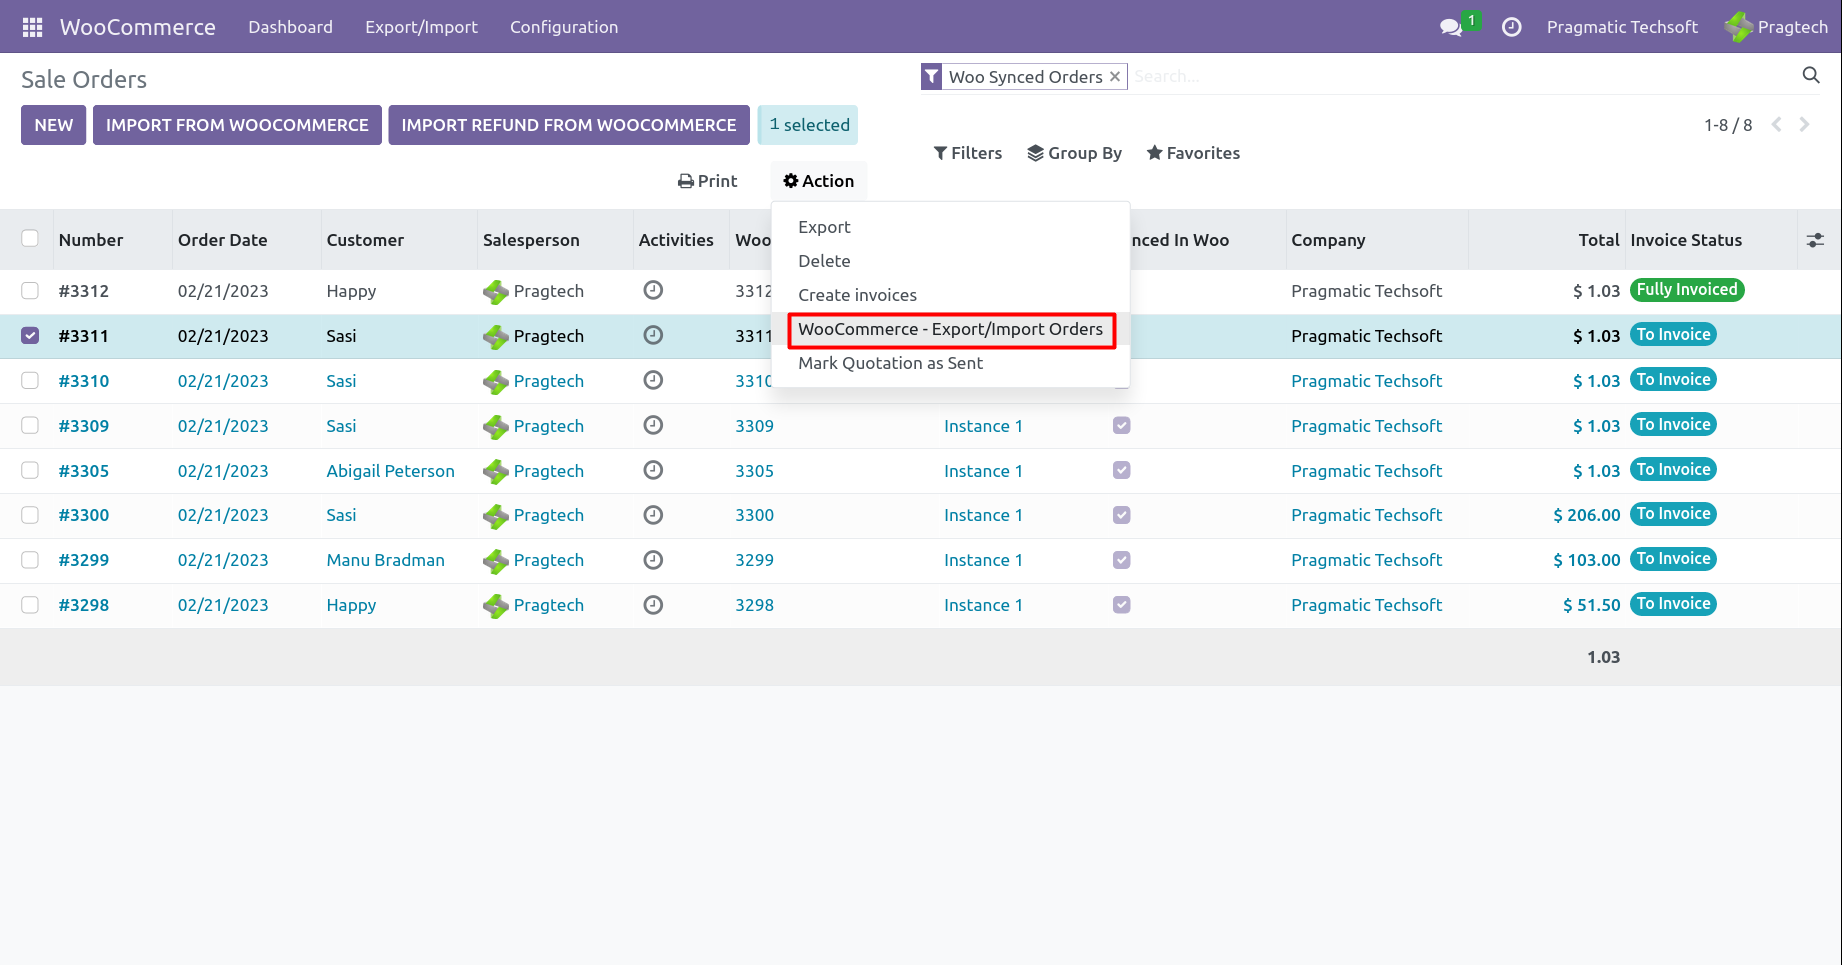 WooCommerce Dashboard Export/Import Configuration 1 Pragmatic Techsoft Pragtech
Sale Orders Woo Synced Orders × Search...
NEW IMPORT FROM WOOCOMMERCE IMPORT REFUND FROM WOOCOMMERCE 1 selected 1-8 / 8
Filters Group By Favorites
Print Action
Export
Delete
Create invoices
WooCommerce - Export/Import Orders
Mark Quotation as Sent
Number Order Date Customer Salesperson Activities Woo nced In Woo Company Total Invoice Status
#3312 02/21/2023 Happy Pragtech 3312 Pragmatic Techsoft $ 1.03 Fully Invoiced
#3311 02/21/2023 Sasi Pragtech 3311 Pragmatic Techsoft $ 1.03 To Invoice
#3310 02/21/2023 Sasi Pragtech 3310 Pragmatic Techsoft $ 1.03 To Invoice
#3309 02/21/2023 Sasi Pragtech 3309 Instance 1 Pragmatic Techsoft $ 1.03 To Invoice
#3305 02/21/2023 Abigail Peterson Pragtech 3305 Instance 1 Pragmatic Techsoft $ 1.03 To Invoice
#3300 02/21/2023 Sasi Pragtech 3300 Instance 1 Pragmatic Techsoft $ 206.00 To Invoice
#3299 02/21/2023 Manu Bradman Pragtech 3299 Instance 1 Pragmatic Techsoft $ 103.00 To Invoice
#3298 02/21/2023 Happy Pragtech 3298 Instance 1 Pragmatic Techsoft $ 51.50 To Invoice
1.03